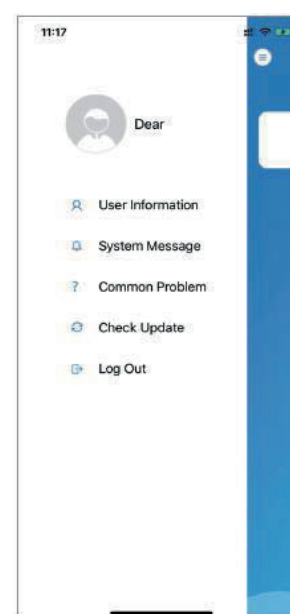 11:17
Dear
User Information
System Message
Common Problem
Check Update
Log Out